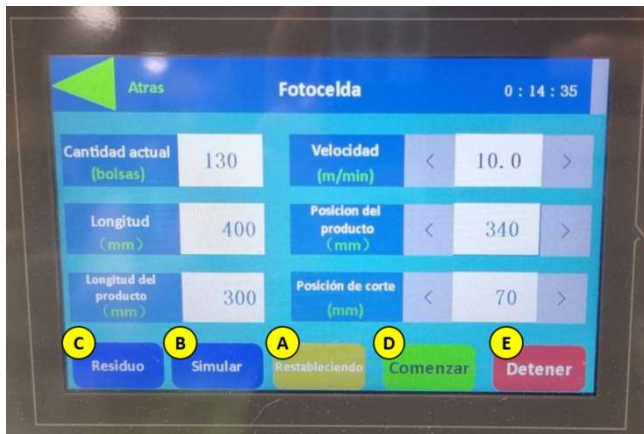 Atras Fotocelda 0 : 14 : 35
Cantidad actual
(bolsas)
130
Velocidad
(m/min)
< 10. 0 >
Longitud
(mm)
400
Posicion del
producto
(mm)
< 340 >
Longitud del
producto
(mm)
300
Posición de corte
(mm)
< 70 >
C B A D E
Residuo Simular Restableciendo Comenzar Detener